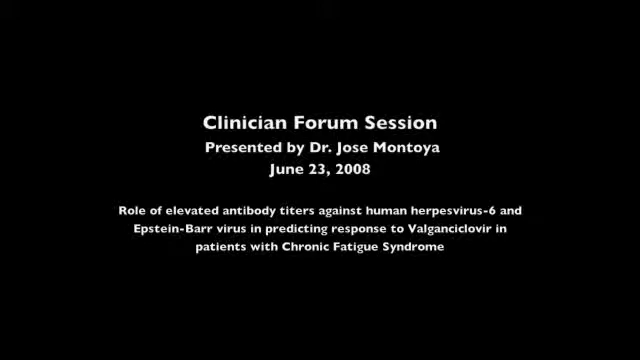 Clinician Forum Session
Presented by Dr. Jose Montoya
June 23, 2008
Role of elevated antibody titers against human herpesvirus-6 and
Epstein-Barr virus in predicting response to Valganciclovir in
patients with Chronic Fatigue Syndrome